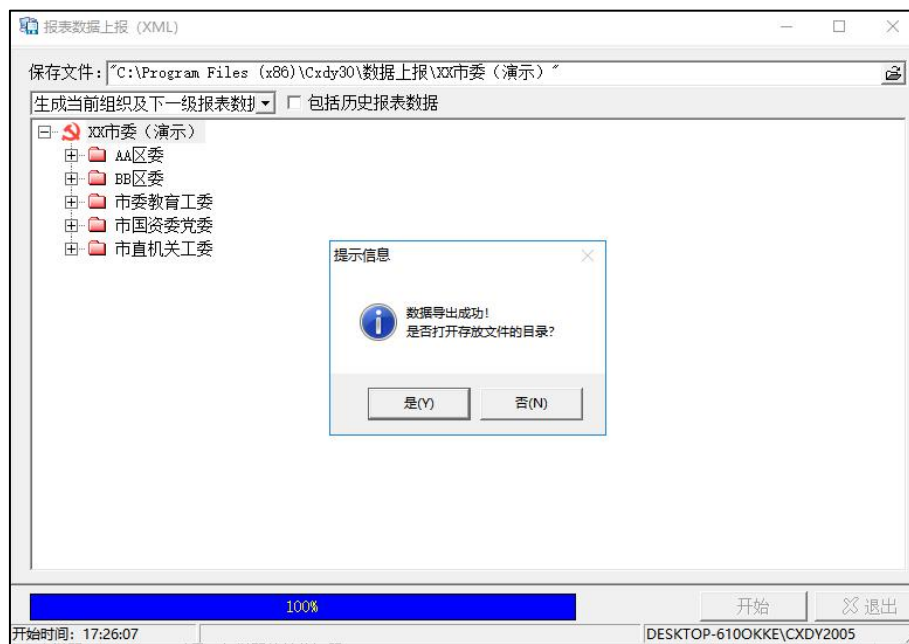 报表数据上报 (XML)
保存文件: "C:\Program Files (x86)\Cxdy30\数据上报\XX市委（演示）"
生成当前组织及下一级报表数 包括历史报表数据
XX市委（演示）
AA区委
BB区委
市委教育工委
市国资委党委
市直机关工委
提示信息
数据导出成功!
是否打开存放文件的目录?
是(Y) 否(N)
100%
开始 退出
开始时间: 17:26:07 DESKTOP-610OKKE\CXDY2005